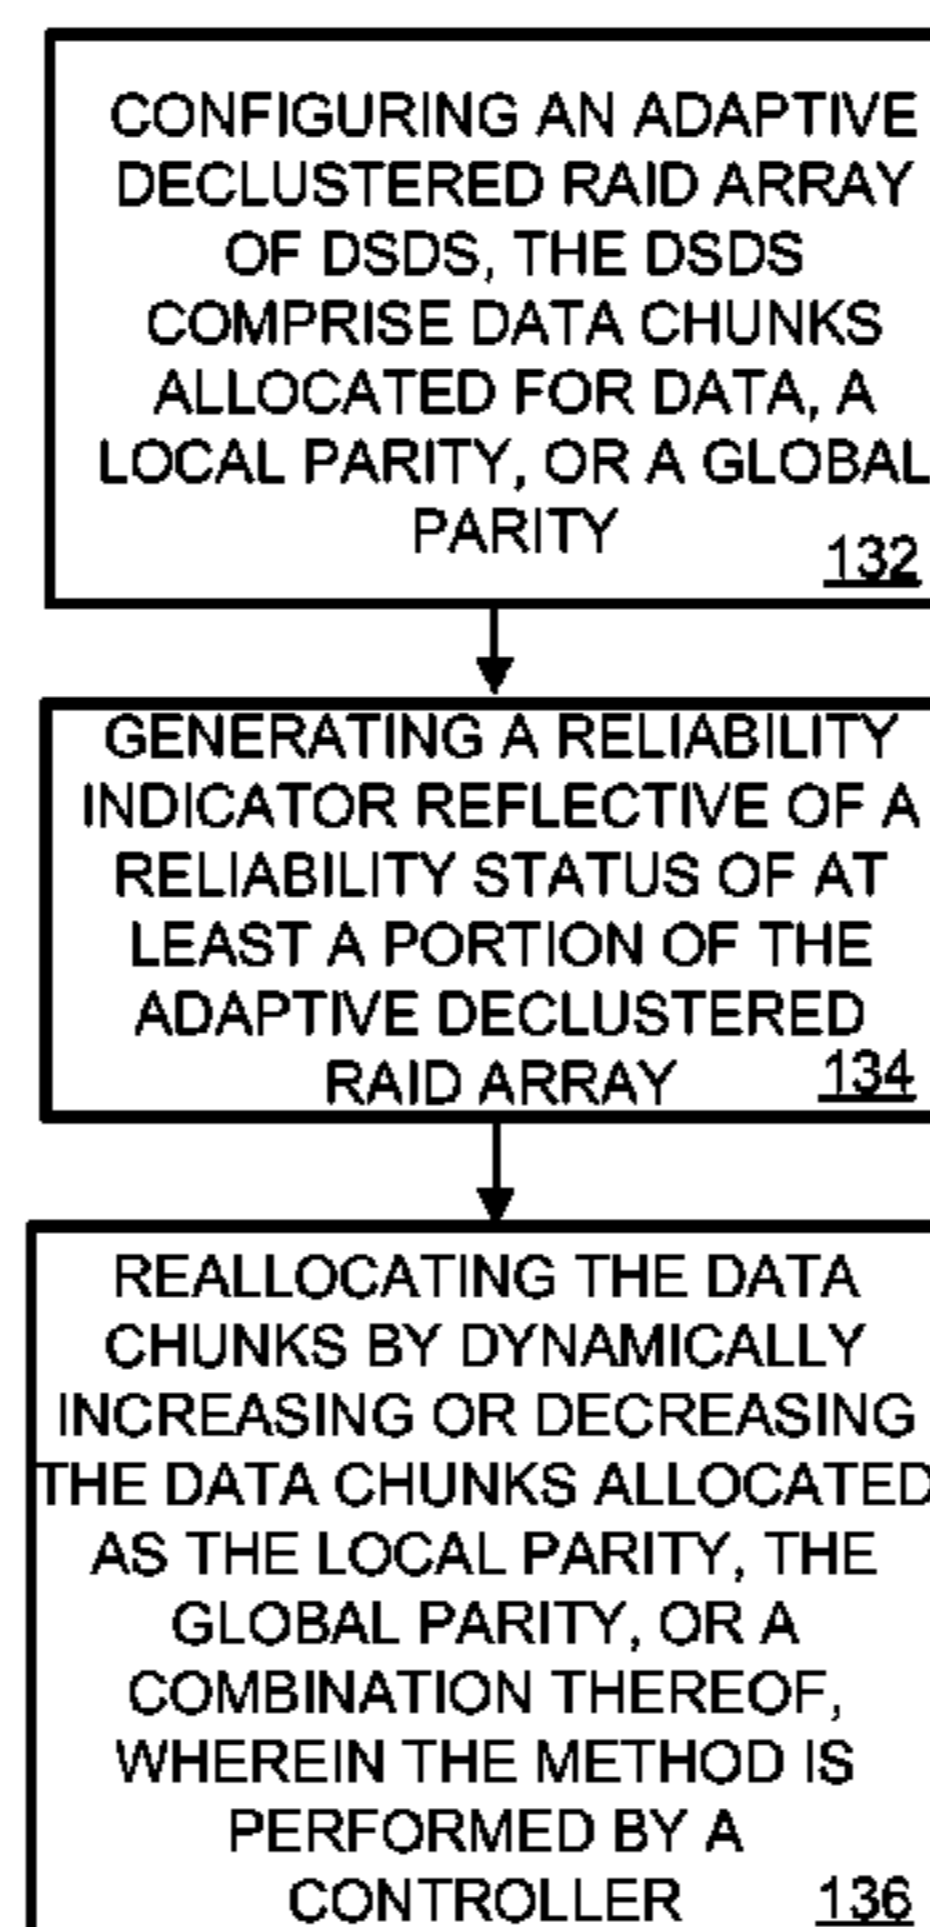 CONFIGURING AN ADAPTIVE
DECLUSTERED RAID ARRAY
OF DSDS, THE DSDS
COMPRISE DATA CHUNKS
ALLOCATED FOR DATA, A
LOCAL PARITY, OR A GLOBAL
PARITY
132
GENERATING A RELIABILITY
INDICATOR REFLECTIVE OF A
RELIABILITY STATUS OF AT
LEAST A PORTION OF THE
ADAPTIVE DECLUSTERED
RAID ARRAY
134
REALLOCATING THE DATA
CHUNKS BY DYNAMICALLY
INCREASING OR DECREASING
THE DATA CHUNKS ALLOCATED
AS THE LOCAL PARITY, THE
GLOBAL PARITY, OR A
COMBINATION THEREOF,
WHEREIN THE METHOD IS
PERFORMED BY A
CONTROLLER
136